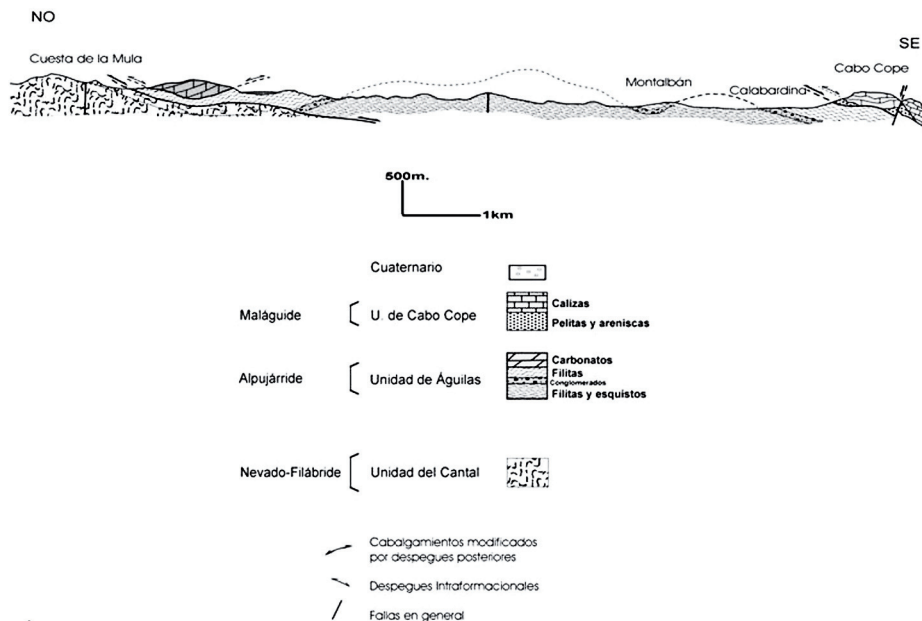 NO
SE
Cuesta de la Mula
Cabo Cope
Montalbán
Calabardina
500m.
1km
Cuaternario
Maláguide
U. de Cabo Cope
Calizas
Pelitas y areniscas
Alpujárride
Unidad de Águilas
Carbonatos
Filitas
Conglomerados
Filitas y esquistos
Nevado-Filábride
Unidad del Cantal
Cabalgamientos modificados
por despegues posteriores
Despegues Intraformacionales
Fallas en general